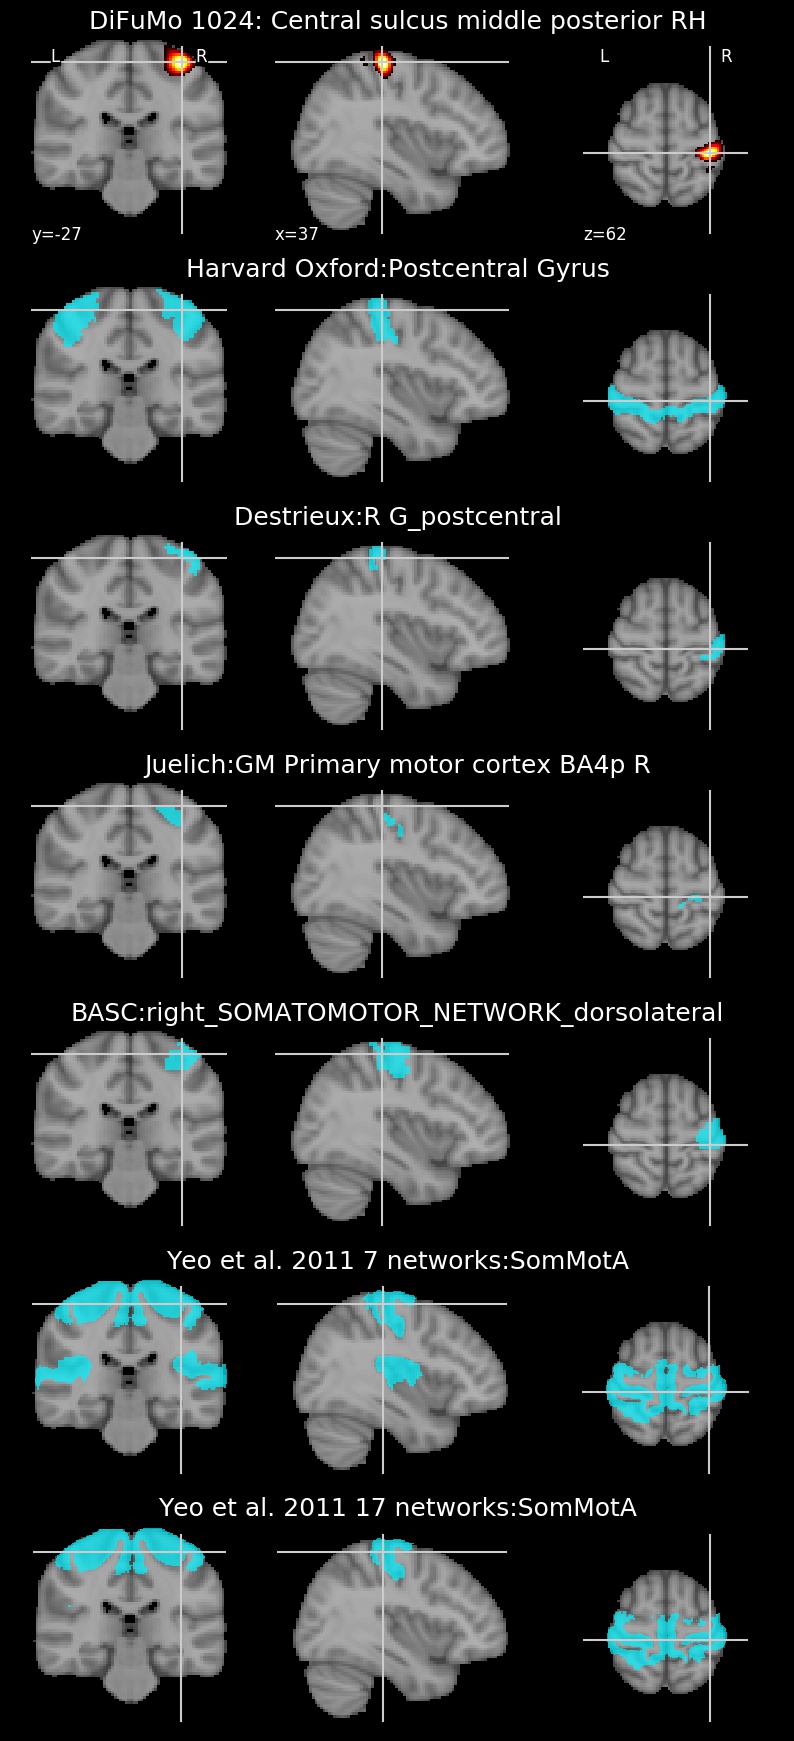 DiFuMo 1024: Central sulcus middle posterior RH
L R L R
y=-27 x=37 z=62
Harvard Oxford:Postcentral Gyrus
Destrieux:R G_postcentral
Juelich:GM Primary motor cortex BA4p R
BASC:right_SOMATOMOTOR_NETWORK_dorsolateral
Yeo et al. 2011 7 networks:SomMotA
Yeo et al. 2011 17 networks:SomMotA